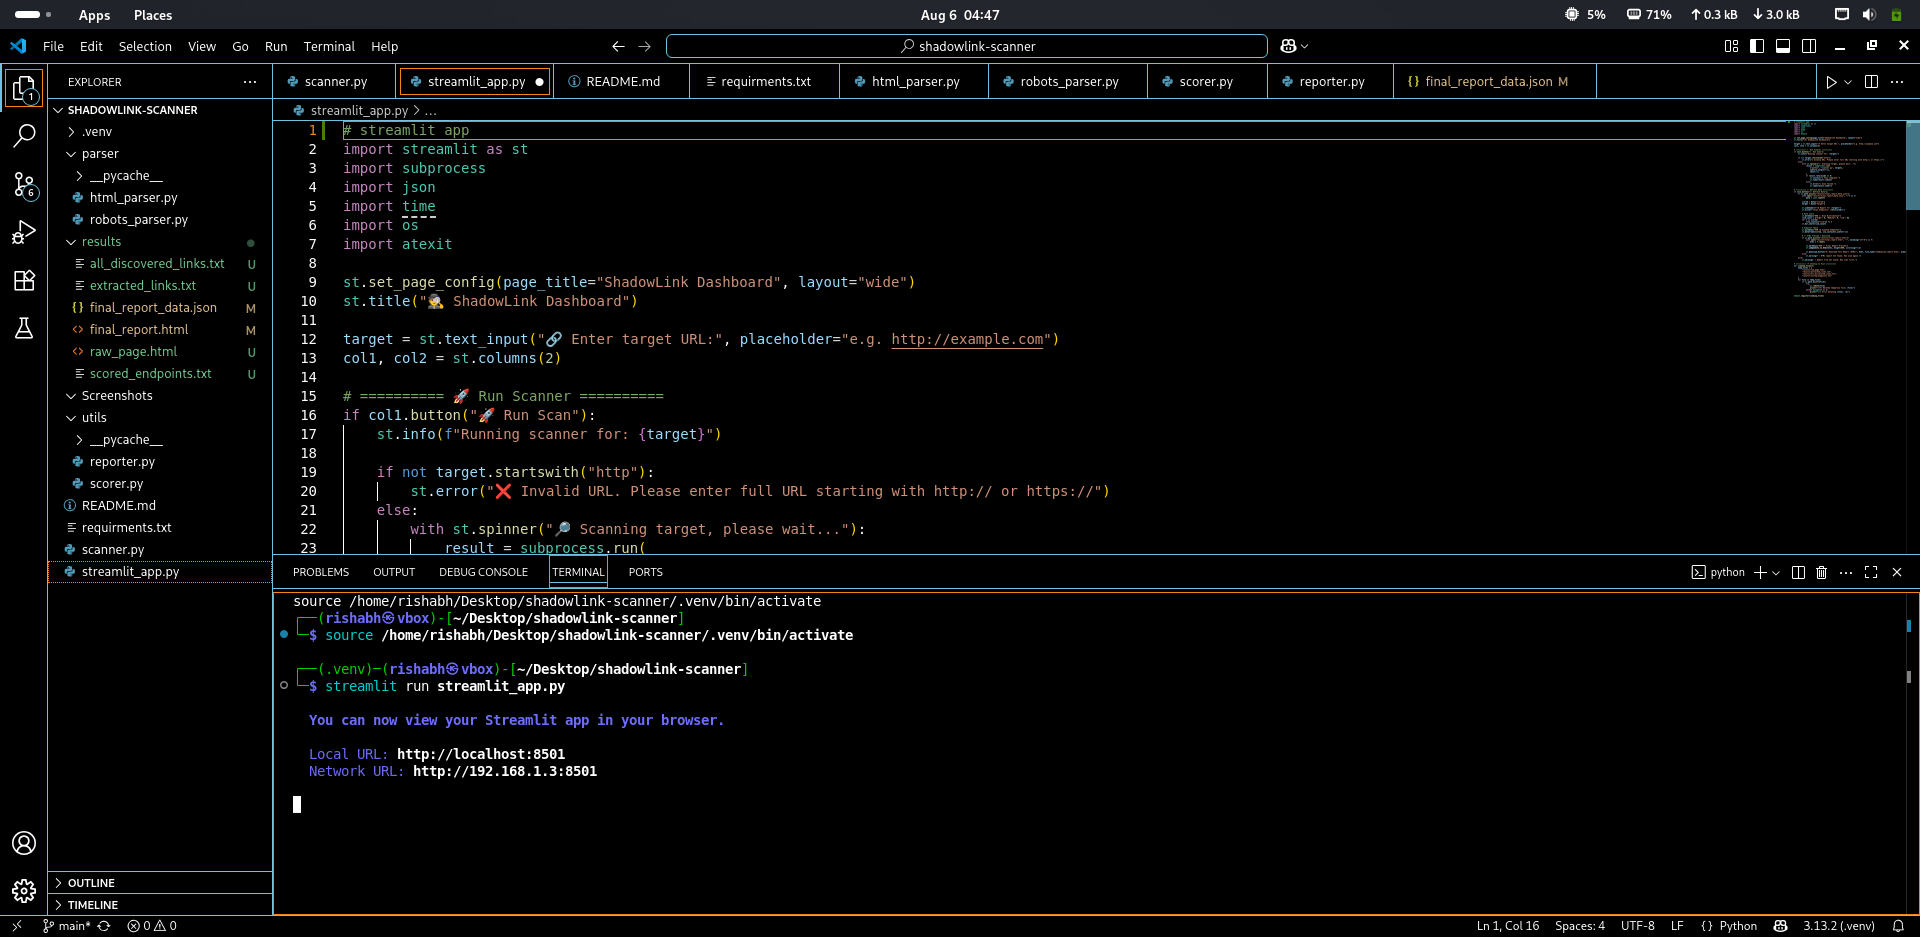 Apps Places Aug 6 04:47 5% 71% 0.3 kB 3.0 kB
File Edit Selection View Go Run Terminal Help shadowlink-scanner
EXPLORER
scanner.py streamlit_app.py README.md requirments.txt html_parser.py robots_parser.py scorer.py reporter.py final_report_data.json M
streamlit_app.py > ...
SHADOWLINK-SCANNER
.venv
parser
__pycache__
html_parser.py
robots_parser.py
results
all_discovered_links.txt U
extracted_links.txt U
final_report_data.json M
final_report.html M
raw_page.html U
scored_endpoints.txt U
Screenshots
utils
__pycache__
reporter.py
scorer.py
README.md
requirments.txt
scanner.py
streamlit_app.py
OUTLINE
TIMELINE
1
6
1 # streamlit app
2 import streamlit as st
3 import subprocess
4 import json
5 import time
6 import os
7 import atexit
8
9 st.set_page_config(page_title="ShadowLink Dashboard", layout="wide")
10 st.title("🕵️ ShadowLink Dashboard")
11
12 target = st.text_input("🔗 Enter target URL:", placeholder="e.g. http://example.com")
13 col1, col2 = st.columns(2)
14
15 # ========== 🚀 Run Scanner ==========
16 if col1.button("🚀 Run Scan"):
17 st.info(f"Running scanner for: {target}")
18
19 if not target.startswith("http"):
20 st.error("❌ Invalid URL. Please enter full URL starting with http:// or https://")
21 else:
22 with st.spinner("🔎 Scanning target, please wait..."):
23 result = subprocess.run(
PROBLEMS OUTPUT DEBUG CONSOLE TERMINAL PORTS python
source /home/rishabh/Desktop/shadowlink-scanner/.venv/bin/activate
┌──(rishabh㉿vbox)-[~/Desktop/shadowlink-scanner]
└─$ source /home/rishabh/Desktop/shadowlink-scanner/.venv/bin/activate
┌──(.venv)─(rishabh㉿vbox)-[~/Desktop/shadowlink-scanner]
└─$ streamlit run streamlit_app.py
You can now view your Streamlit app in your browser.
Local URL: http://localhost:8501
Network URL: http://192.168.1.3:8501
main* 0 0 Ln 1, Col 16 Spaces: 4 UTF-8 LF { } Python 3.13.2 (.venv)